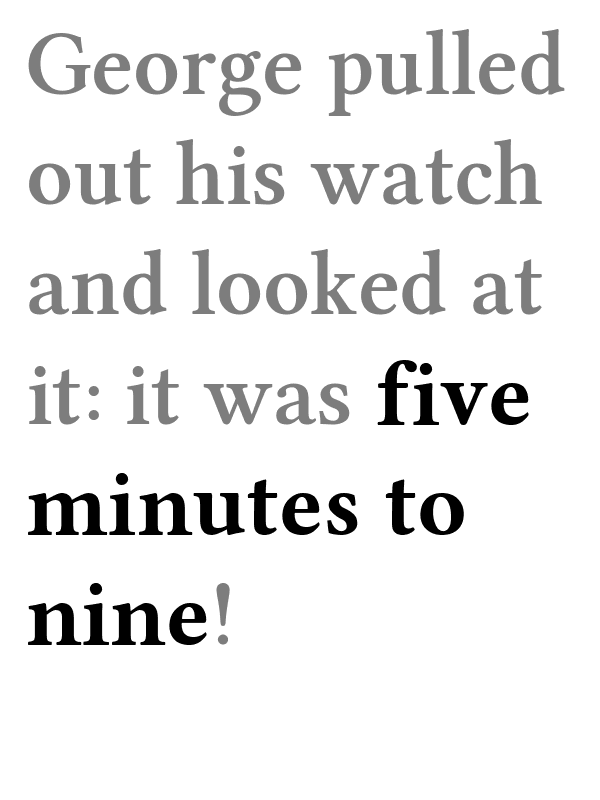 George pulled
out his watch
and looked at
it: it was five
minutes to
nine!